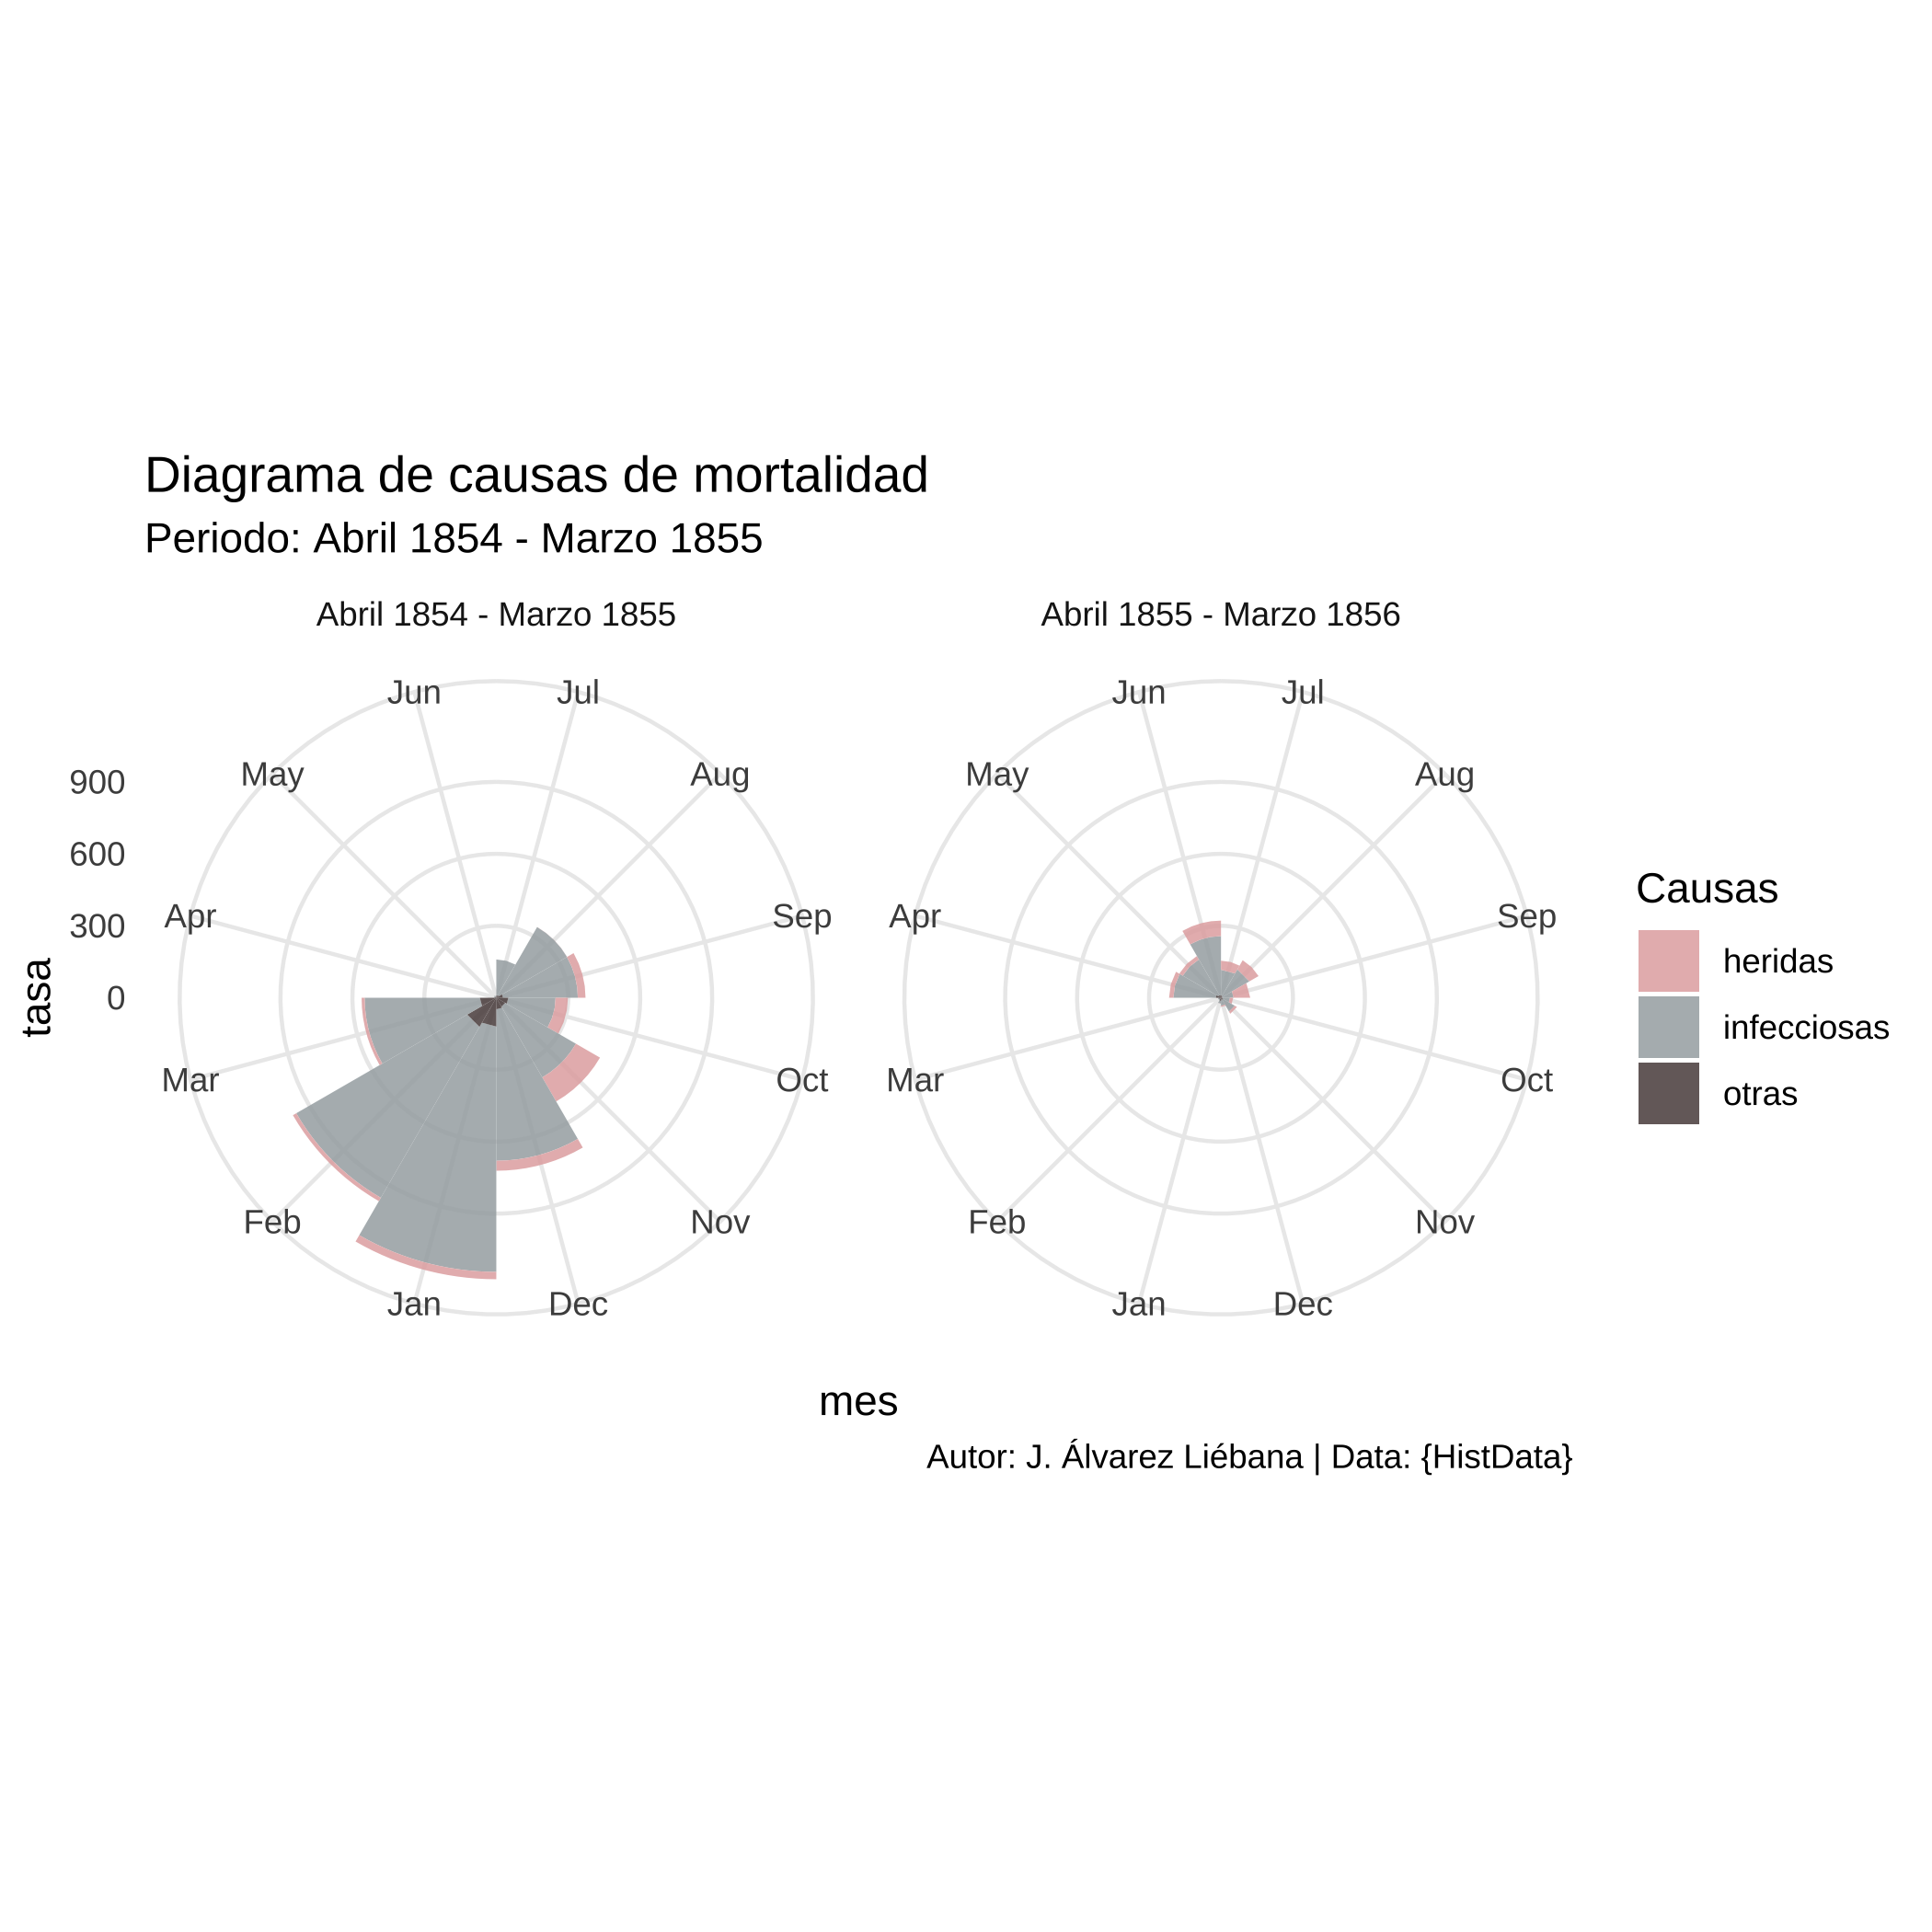 Diagrama de causas de mortalidad
Periodo: Abril 1854 - Marzo 1855
Abril 1854 - Marzo 1855
Abril 1855 - Marzo 1856
Jun
Jul
May
Aug
Apr
Sep
Mar
Oct
Feb
Nov
Jan
Dec
Jun
Jul
May
Aug
Apr
Sep
Mar
Oct
Feb
Nov
Jan
Dec
900
600
300
0
tasa
mes
Causas
heridas
infecciosas
otras
Autor: J. Álvarez Liébana | Data: {HistData}